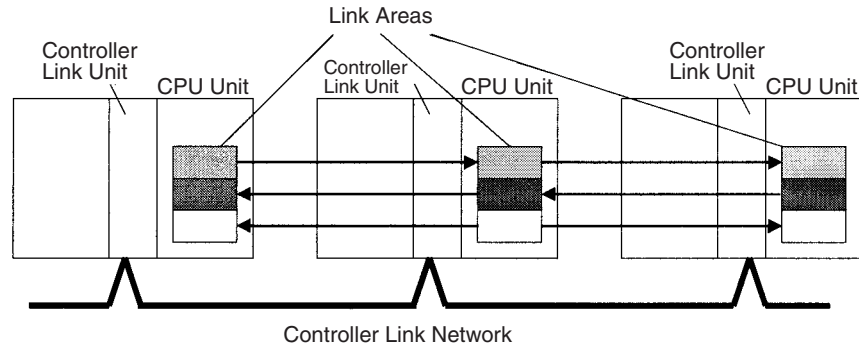 Link Areas
Controller
Link Unit
CPU Unit
Controller
Link Unit
CPU Unit
Controller
Link Unit
CPU Unit
Controller Link Network